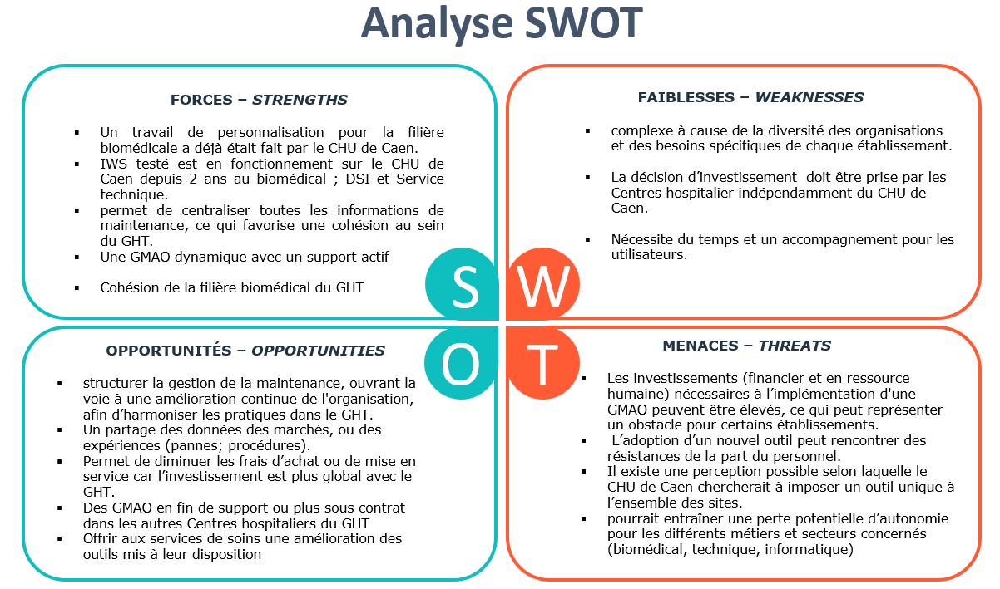 Analyse SWOT
FORCES – STRENGTHS
▪ Un travail de personnalisation pour la filière
biomédicale a déjà était fait par le CHU de Caen.
▪ IWS testé est en fonctionnement sur le CHU de
Caen depuis 2 ans au biomédical ; DSI et Service
technique.
▪ permet de centraliser toutes les informations de
maintenance, ce qui favorise une cohésion au sein
du GHT.
▪ Une GMAO dynamique avec un support actif
▪ Cohésion de la filière biomédical du GHT
FAIBLESSES – WEAKNESSES
▪ complexe à cause de la diversité des organisations
et des besoins spécifiques de chaque établissement.
▪ La décision d’investissement  doit être prise par les
Centres hospitalier indépendamment du CHU de
Caen.
▪ Nécessite du temps et un accompagnement pour les
utilisateurs.
S
W
O
T
OPPORTUNITÉS – OPPORTUNITIES
▪ structurer la gestion de la maintenance, ouvrant la
voie à une amélioration continue de l'organisation,
afin d’harmoniser les pratiques dans le GHT.
▪ Un partage des données des marchés, ou des
expériences (pannes; procédures).
▪ Permet de diminuer les frais d’achat ou de mise en
service car l’investissement est plus global avec le
GHT.
▪ Des GMAO en fin de support ou plus sous contrat
dans les autres Centres hospitaliers du GHT
▪ Offrir aux services de soins une amélioration des
outils mis à leur disposition
MENACES – THREATS
▪ Les investissements (financier et en ressource
humaine) nécessaires à l’implémentation d'une
GMAO peuvent être élevés, ce qui peut représenter
un obstacle pour certains établissements.
▪ L’adoption d’un nouvel outil peut rencontrer des
résistances de la part du personnel.
▪ Il existe une perception possible selon laquelle le
CHU de Caen chercherait à imposer un outil unique à
l’ensemble des sites.
▪ pourrait entraîner une perte potentielle d’autonomie
pour les différents métiers et secteurs concernés
(biomédical, technique, informatique)